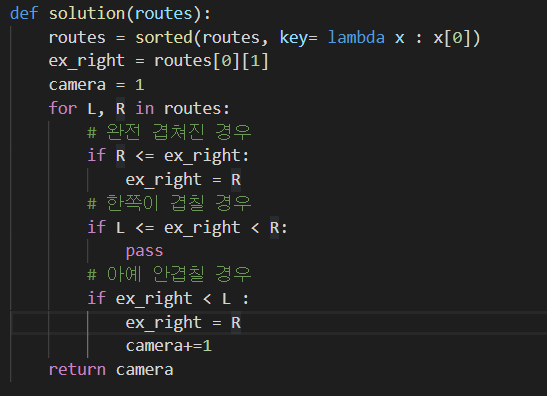 def solution(routes):
    routes = sorted(routes, key= lambda x : x[0])
    ex_right = routes[0][1]
    camera = 1
    for L, R in routes:
        # 완전 겹쳐진 경우
        if R <= ex_right:
            ex_right = R
        # 한쪽이 겹칠 경우
        if L <= ex_right < R:
            pass
        # 아예 안겹칠 경우
        if ex_right < L :
            ex_right = R
            camera+=1
    return camera